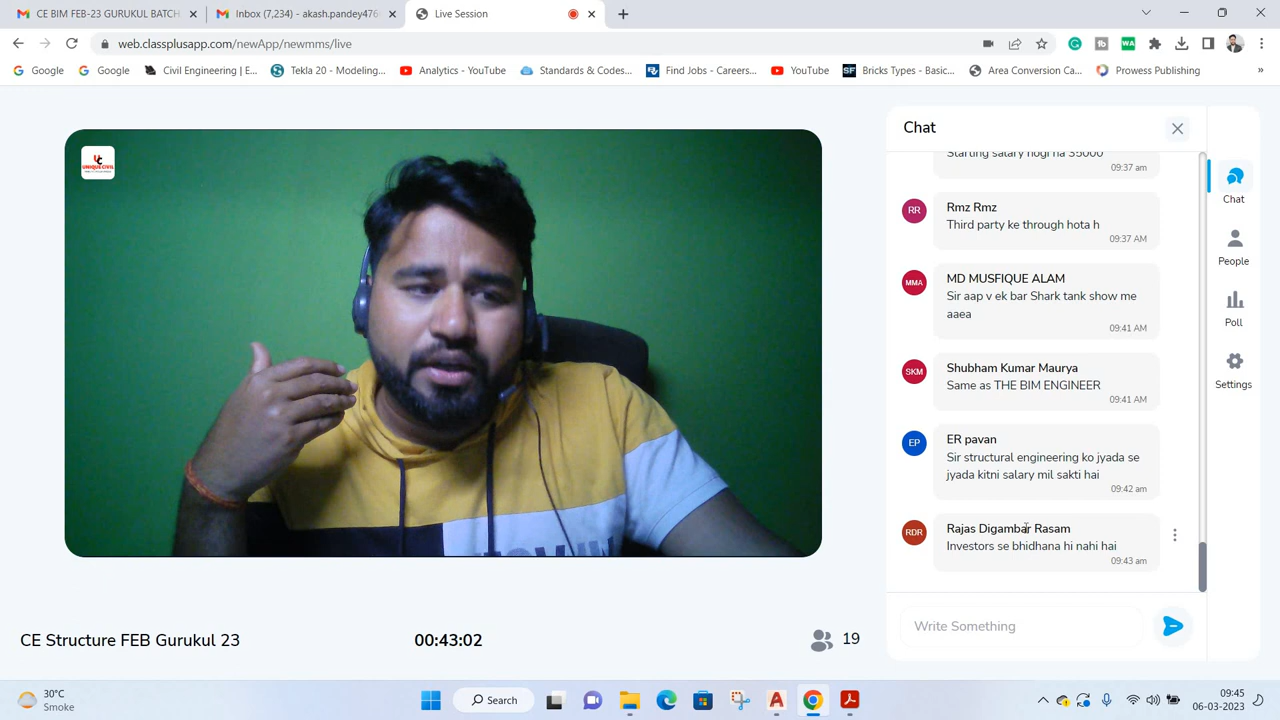 CE BIM FEB-23 GURUKUL BATCH
Inbox (7,234) - akash.pandey476
Live Session
web.classplusapp.com/newApp/newmms/live
Google
Google
Civil Engineering | E...
Tekla 20 - Modeling...
Analytics - YouTube
Standards & Codes...
Find Jobs - Careers...
YouTube
Bricks Types - Basic...
Area Conversion Ca...
Prowess Publishing
UNIQUE CIVIL
Chat
Starting salary hogi na 35000
09:37 am
RR
Rmz Rmz
Third party ke through hota h
09:37 AM
MMA
MD MUSFIQUE ALAM
Sir aap v ek bar Shark tank show me
aaea
09:41 AM
SKM
Shubham Kumar Maurya
Same as THE BIM ENGINEER
09:41 AM
EP
ER pavan
Sir structural engineering ko jyada se
jyada kitni salary mil sakti hai
09:42 am
RDR
Rajas Digambar Rasam
Investors se bhidhana hi nahi hai
09:43 am
Write Something
Chat
People
Poll
Settings
CE Structure FEB Gurukul 23
00:43:02
19
30°C
Smoke
Search
09:45
06-03-2023